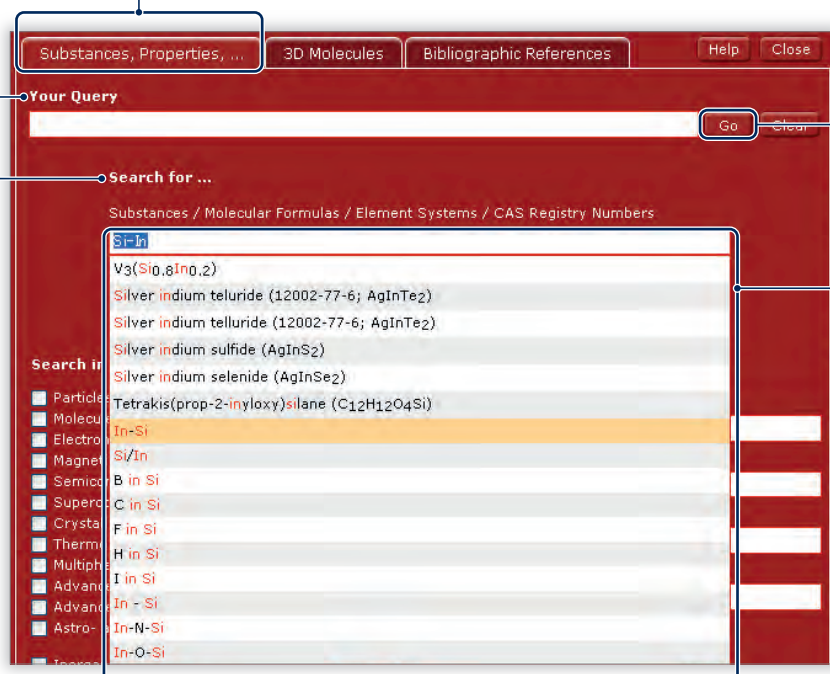 Substances, Properties, ... 3D Molecules Bibliographic References Help Close
Your Query
Go Clear
Search for ...
Substances / Molecular Formulas / Element Systems / CAS Registry Numbers
Si-In
V3(Si0.8In0.2)
Silver indium teluride (12002-77-6; AgInTe2)
Silver indium telluride (12002-77-6; AgInTe2)
Silver indium sulfide (AgInS2)
Silver indium selenide (AgInSe2)
Tetrakis(prop-2-inyloxy)silane (C12H12O4Si)
In-Si
Si/In
B in Si
C in Si
F in Si
H in Si
I in Si
In - Si
In-N-Si
In-O-Si
Search in
Particle
Molecu
Electro
Magnet
Semico
Superc
Crysta
Therm
Multiph
Advan
Advan
Astro-